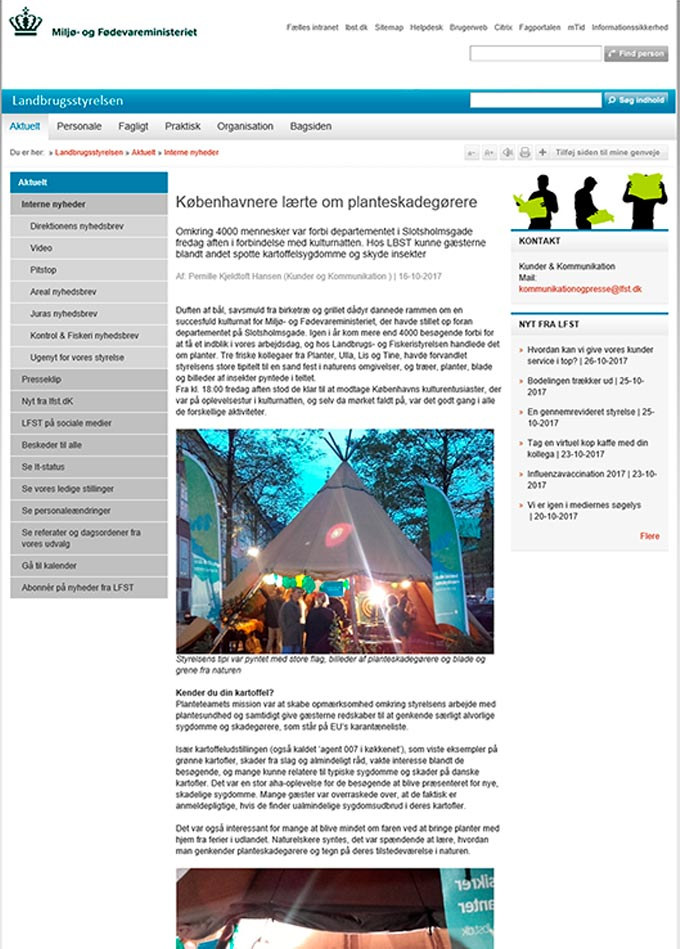 Miljø- og Fødevareministeriet
Fælles intranet lbst.dk Sitemap Helpdesk Brugerweb Citrix Fagportalen mTid Informationssikkerhed
Find person
Landbrugsstyrelsen
Søg indhold
Aktuelt Personale Fagligt Praktisk Organisation Bagsiden
Du er her: » Landbrugsstyrelsen » Aktuelt » Interne nyheder
A- A+ Tilføj siden til mine genveje
Aktuelt
Interne nyheder
Direktionens nyhedsbrev
Video
Pitstop
Areal nyhedsbrev
Juras nyhedsbrev
Kontrol & Fiskeri nyhedsbrev
Ugenyt for vores styrelse
Presseklip
Nyt fra lfst.dK
LFST på sociale medier
Beskeder til alle
Se It-status
Se vores ledige stillinger
Se personaleændringer
Se referater og dagsordener fra
vores udvalg
Gå til kalender
Abonnér på nyheder fra LFST
Københavnere lærte om planteskadegørere
Omkring 4000 mennesker var forbi departementet i Slotsholmsgade
fredag aften i forbindelse med kulturnatten. Hos LBST kunne gæsterne
blandt andet spotte kartoffelsygdomme og skyde insekter
Af: Pernille Kjeldtoft Hansen (Kunder og Kommunikation ) | 16-10-2017
Duften af bål, savsmuld fra birketræ og grillet dådyr dannede rammen om en
succesfuld kulturnat for Miljø- og Fødevareministeriet, der havde stillet op foran
departementet på Slotsholmsgade. Igen i år kom mere end 4000 besøgende forbi for
at få et indblik i vores arbejdsdag, og hos Landbrugs- og Fiskeristyrelsen handlede det
om planter. Tre friske kollegaer fra Planter, Ulla, Lis og Tine, havde forvandlet
styrelsens store tipitelt til en sand fest i naturens omgivelser, og træer, planter, blade
og billeder af insekter pyntede i teltet.
Fra kl. 18:00 fredag aften stod de klar til at modtage Københavns kulturentusiaster, der
var på oplevelsestur i kulturnatten, og selv da mørket faldt på, var det godt gang i alle
de forskellige aktiviteter.
Styrelsens tipi var pyntet med store flag, billeder af planteskadegørere og blade og
grene fra naturen
Kender du din kartoffel?
Planteteamets mission var at skabe opmærksomhed omkring styrelsens arbejde med
plantesundhed og samtidigt give gæsterne redskaber til at genkende særligt alvorlige
sygdomme og skadegørere, som står på EU's karantæneliste.
Især kartoffeludstillingen (også kaldet 'agent 007 i køkkenet'), som viste eksempler på
grønne kartofler, skader fra slag og almindeligt råd, vakte interesse blandt de
besøgende, og mange kunne relatere til typiske sygdomme og skader på danske
kartofler. Det var en stor aha-oplevelse for de besøgende at blive præsenteret for nye,
skadelige sygdomme. Mange gæster var overraskede over, at de faktisk er
anmeldepligtige, hvis de finder ualmindelige sygdomsudbrud i deres kartofler.
Det var også interessant for mange at blive mindet om faren ved at bringe planter med
hjem fra ferier i udlandet. Naturelskere syntes, det var spændende at lære, hvordan
man genkender planteskadegørere og tegn på deres tilstedeværelse i naturen.
sikrer
lanter
lbst.dk
KONTAKT
Kunder & Kommunikation
Mail:
kommunikationogpresse@lfst.dk
NYT FRA LFST
» Hvordan kan vi give vores kunder
service i top? | 26-10-2017
» Bodelingen trækker ud | 25-10-
2017
» En gennemrevideret styrelse | 25-
10-2017
» Tag en virtuel kop kaffe med din
kollega | 23-10-2017
» Influenzavaccination 2017 | 23-10-
2017
» Vi er igen i mediernes søgelys
| 20-10-2017
Flere